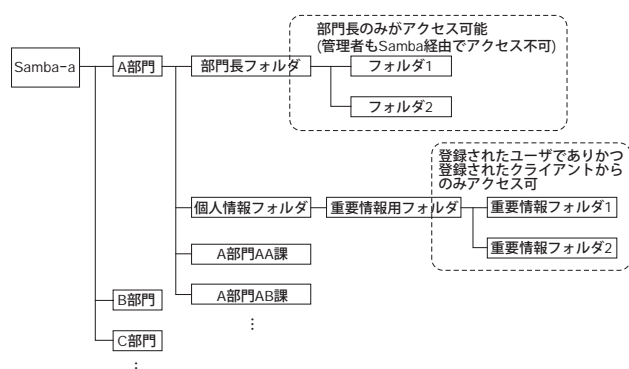 部門長のみがアクセス可能
(管理者もSamba経由でアクセス不可)
Samba-a
A部門
部門長フォルダ
フォルダ1
フォルダ2
登録されたユーザでありかつ
登録されたクライアントから
のみアクセス可
個人情報フォルダ
重要情報用フォルダ
重要情報フォルダ1
重要情報フォルダ2
A部門AA課
A部門AB課
⋮
B部門
C部門
⋮